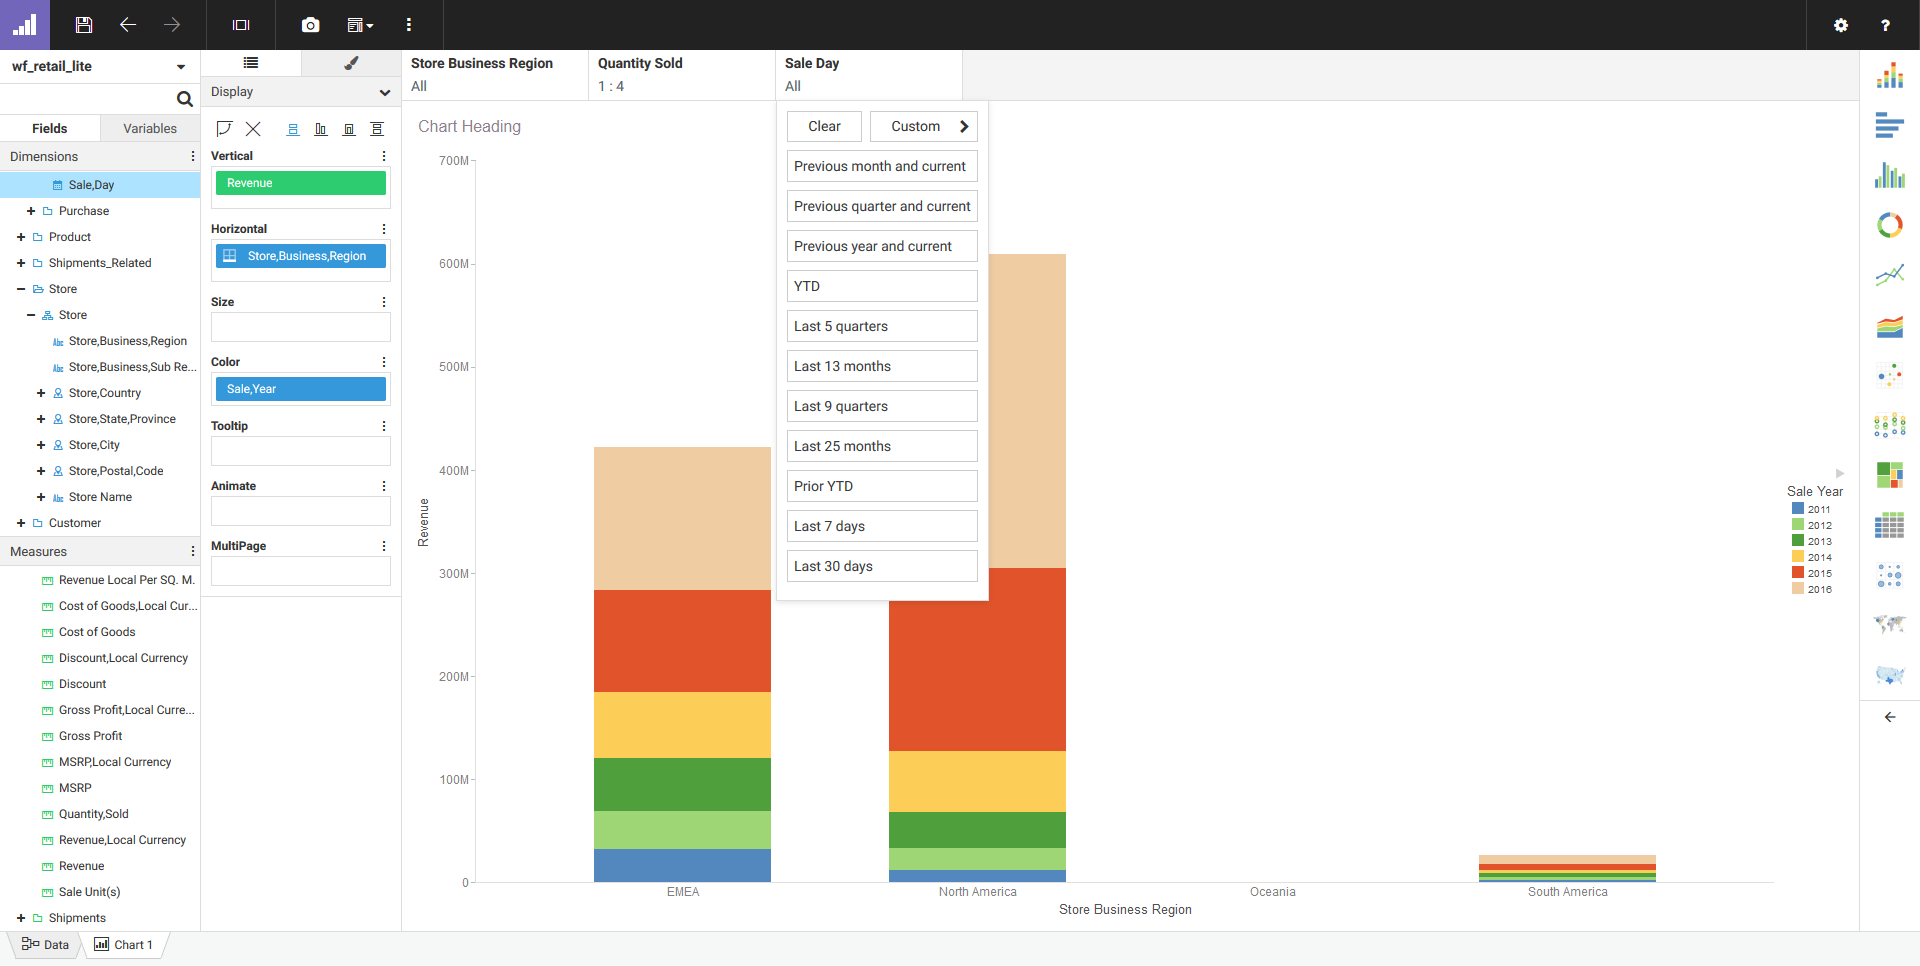 wf_retail_lite
Fields
Variables
Dimensions
Sale,Day
Purchase
Product
Shipments_Related
Store
Store
Store,Business,Region
Store,Business,Sub Re...
Store,Country
Store,State,Province
Store,City
Store,Postal,Code
Store Name
Customer
Measures
Revenue Local Per SQ. M.
Cost of Goods,Local Cur...
Cost of Goods
Discount,Local Currency
Discount
Gross Profit,Local Curre...
Gross Profit
MSRP,Local Currency
MSRP
Quantity,Sold
Revenue,Local Currency
Revenue
Sale Unit(s)
Shipments
Display
Vertical
Revenue
Horizontal
Store,Business,Region
Size
Color
Sale,Year
Tooltip
Animate
MultiPage
Store Business Region
All
Quantity Sold
1 : 4
Sale Day
All
Clear
Custom
Previous month and current
Previous quarter and current
Previous year and current
YTD
Last 5 quarters
Last 13 months
Last 9 quarters
Last 25 months
Prior YTD
Last 7 days
Last 30 days
Chart Heading
700M
600M
500M
400M
300M
200M
100M
0
Revenue
EMEA
North America
Oceania
South America
Store Business Region
Sale Year
2011
2012
2013
2014
2015
2016
Data
Chart 1